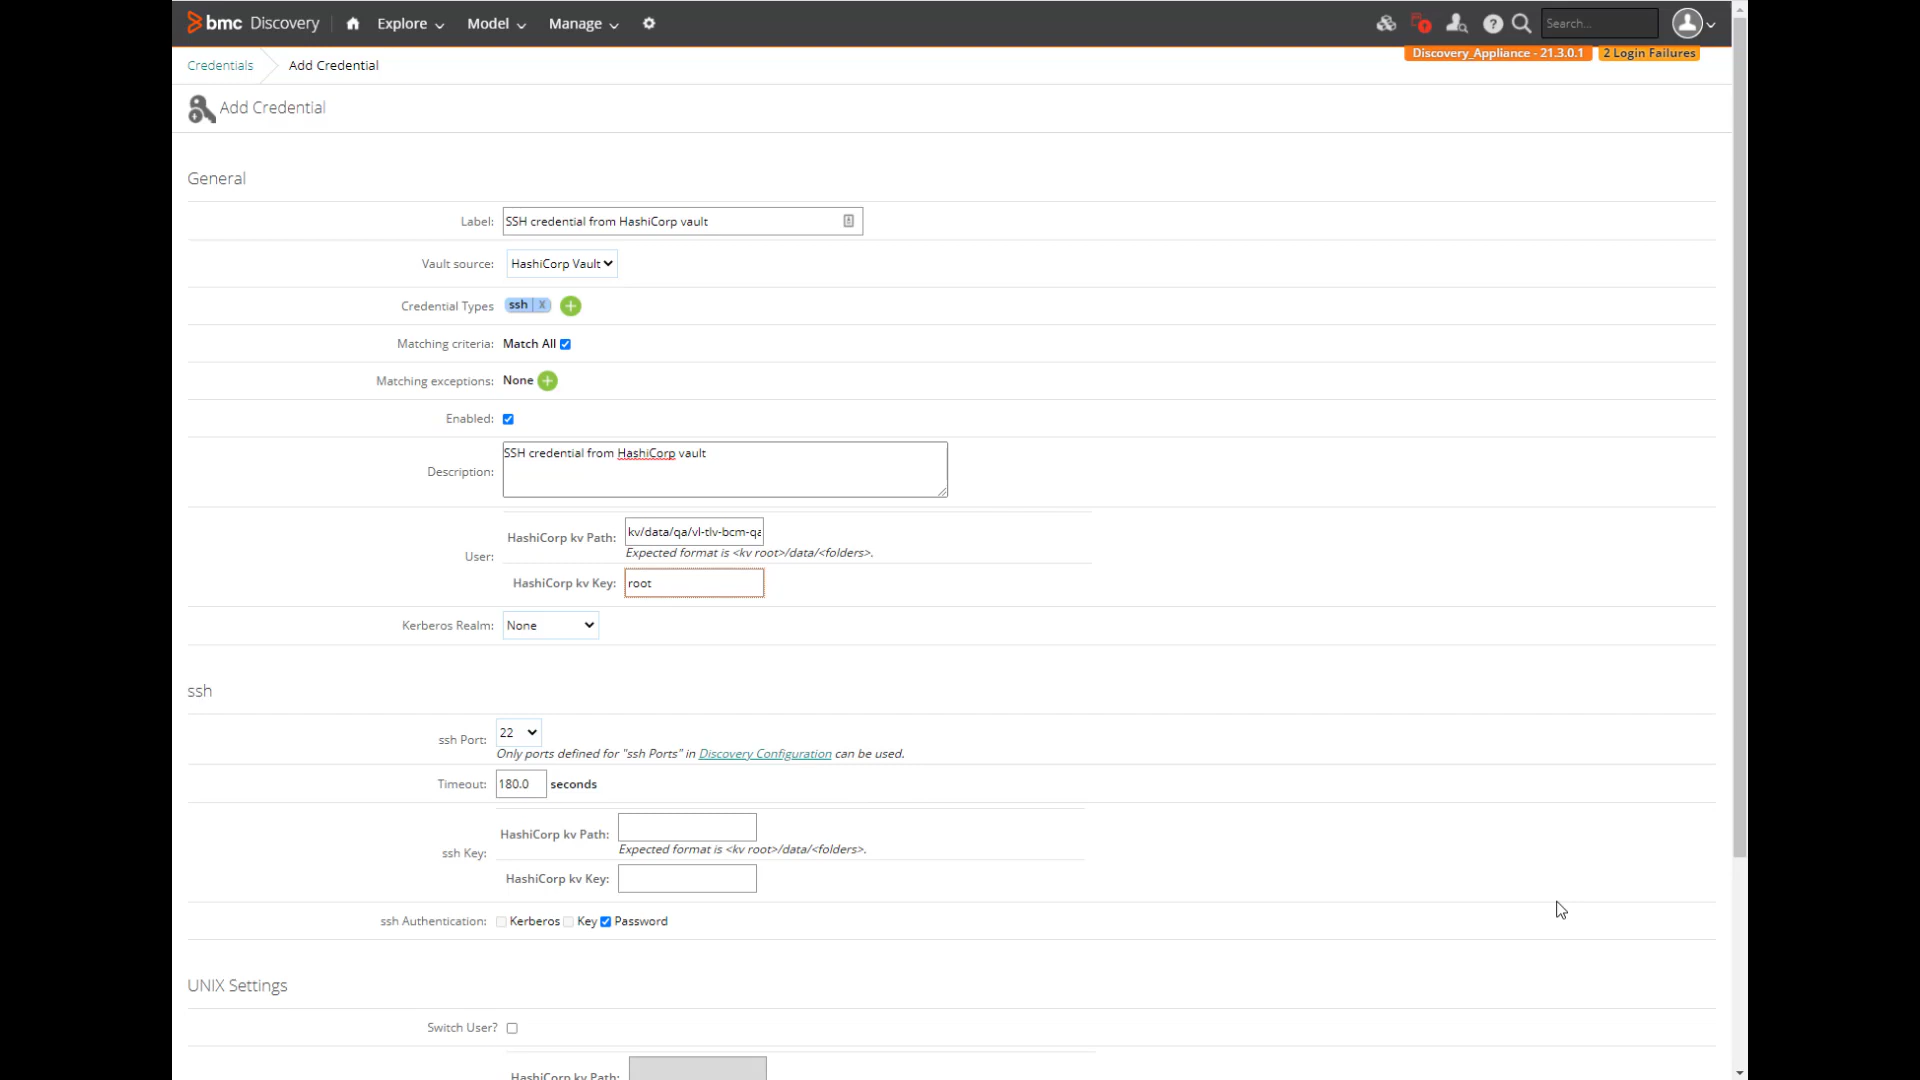 bmc Discovery Explore Model Manage Search...
Discovery_Appliance - 21.3.0.1 2 Login Failures
Credentials Add Credential
Add Credential
General
Label: SSH credential from HashiCorp vault
Vault source: HashiCorp Vault
Credential Types ssh X
Matching criteria: Match All
Matching exceptions: None
Enabled:
Description: SSH credential from HashiCorp vault
User:
HashiCorp kv Path: kv/data/qa/vl-tlv-bcm-qa
Expected format is <kv root>/data/<folders>.
HashiCorp kv Key: root
Kerberos Realm: None
ssh
ssh Port: 22
Only ports defined for "ssh Ports" in Discovery Configuration can be used.
Timeout: 180.0 seconds
ssh Key:
HashiCorp kv Path:
Expected format is <kv root>/data/<folders>.
HashiCorp kv Key:
ssh Authentication: Kerberos Key Password
UNIX Settings
Switch User?
HashiCorp kv Path: